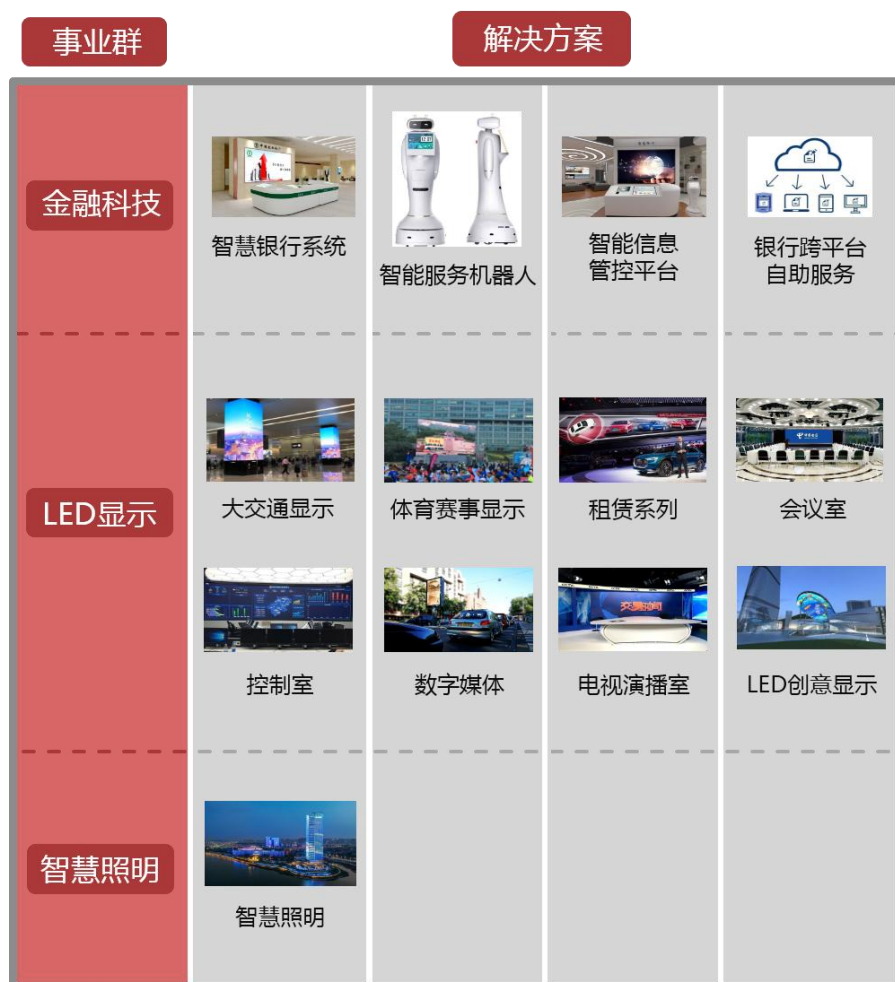 事业群
解决方案
金融科技
智慧银行系统
智能服务机器人
智能信息
管控平台
银行跨平台
自助服务
LED显示
大交通显示
体育赛事显示
租赁系列
会议室
控制室
数字媒体
交易时间
电视演播室
LED创意显示
智慧照明
智慧照明